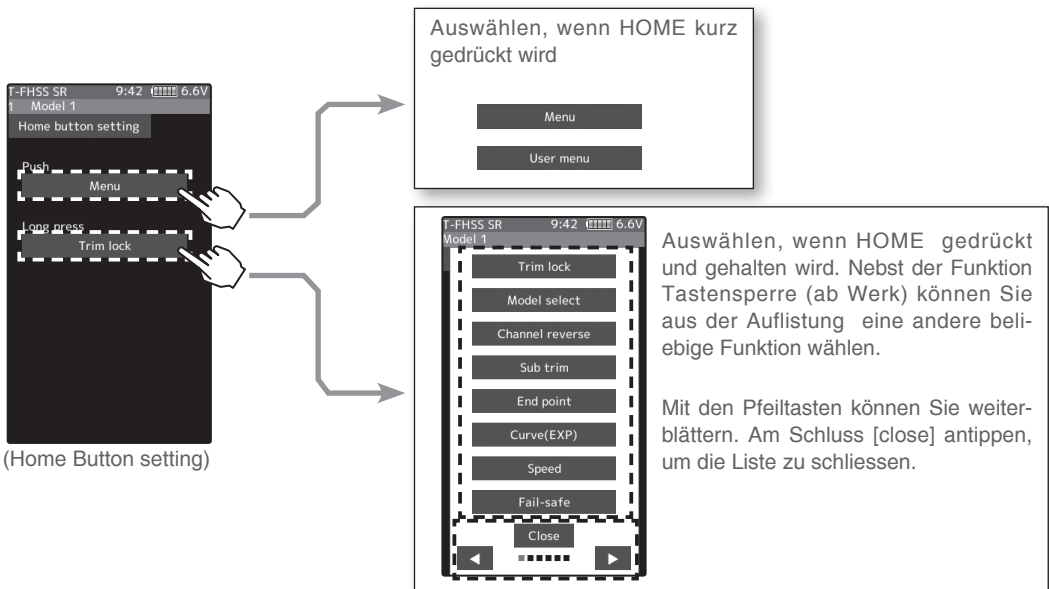 T-FHSS SR 9:42 6.6V
1 Model 1
Home button setting
Push
Menu
Long press
Trim lock
(Home Button setting)
Auswählen, wenn HOME kurz
gedrückt wird
Menu
User menu
T-FHSS SR 9:42 6.6V
Model 1
Trim lock
Model select
Channel reverse
Sub trim
End point
Curve(EXP)
Speed
Fail-safe
Close
Auswählen, wenn HOME gedrückt
und gehalten wird. Nebst der Funktion
Tastensperre (ab Werk) können Sie
aus der Auflistung eine andere beli-
ebige Funktion wählen.
Mit den Pfeiltasten können Sie weiter-
blättern. Am Schluss [close] antippen,
um die Liste zu schliessen.